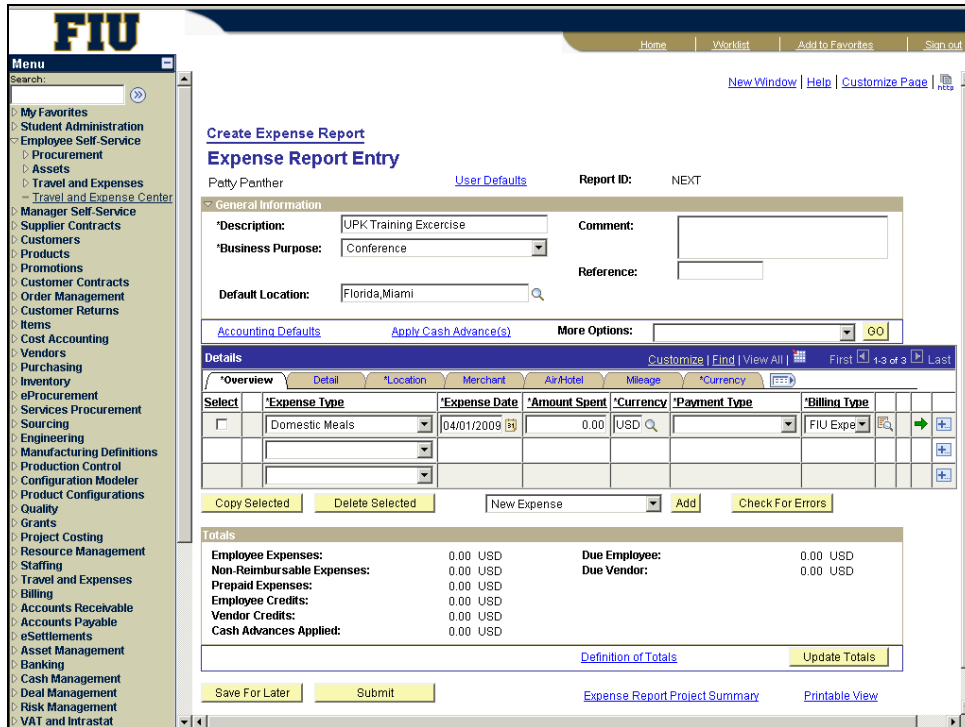 FIU
Home Worklist Add to Favorites Sign out
Menu
Search:
New Window | Help | Customize Page | http
My Favorites
Student Administration
Employee Self-Service
Procurement
Assets
Travel and Expenses
Travel and Expense Center
Manager Self-Service
Supplier Contracts
Customers
Products
Promotions
Customer Contracts
Order Management
Customer Returns
Items
Cost Accounting
Vendors
Purchasing
Inventory
eProcurement
Services Procurement
Sourcing
Engineering
Manufacturing Definitions
Production Control
Configuration Modeler
Product Configurations
Quality
Grants
Project Costing
Resource Management
Staffing
Travel and Expenses
Billing
Accounts Receivable
Accounts Payable
eSettlements
Asset Management
Banking
Cash Management
Deal Management
Risk Management
VAT and Intrastat
Create Expense Report
Expense Report Entry
Patty Panther User Defaults Report ID: NEXT
General Information
*Description: UPK Training Excercise Comment:
*Business Purpose: Conference
Reference:
Default Location: Florida,Miami
Accounting Defaults Apply Cash Advance(s) More Options: GO
Details Customize | Find | View All | First 1-3 of 3 Last
*Overview Detail *Location Merchant Air/Hotel Mileage *Currency
Select *Expense Type *Expense Date *Amount Spent *Currency *Payment Type *Billing Type
Domestic Meals 04/01/2009 31 0.00 USD FIU Expe
Copy Selected Delete Selected New Expense Add Check For Errors
Totals
Employee Expenses: 0.00 USD Due Employee: 0.00 USD
Non-Reimbursable Expenses: 0.00 USD Due Vendor: 0.00 USD
Prepaid Expenses: 0.00 USD
Employee Credits: 0.00 USD
Vendor Credits: 0.00 USD
Cash Advances Applied: 0.00 USD
Definition of Totals Update Totals
Save For Later Submit Expense Report Project Summary Printable View